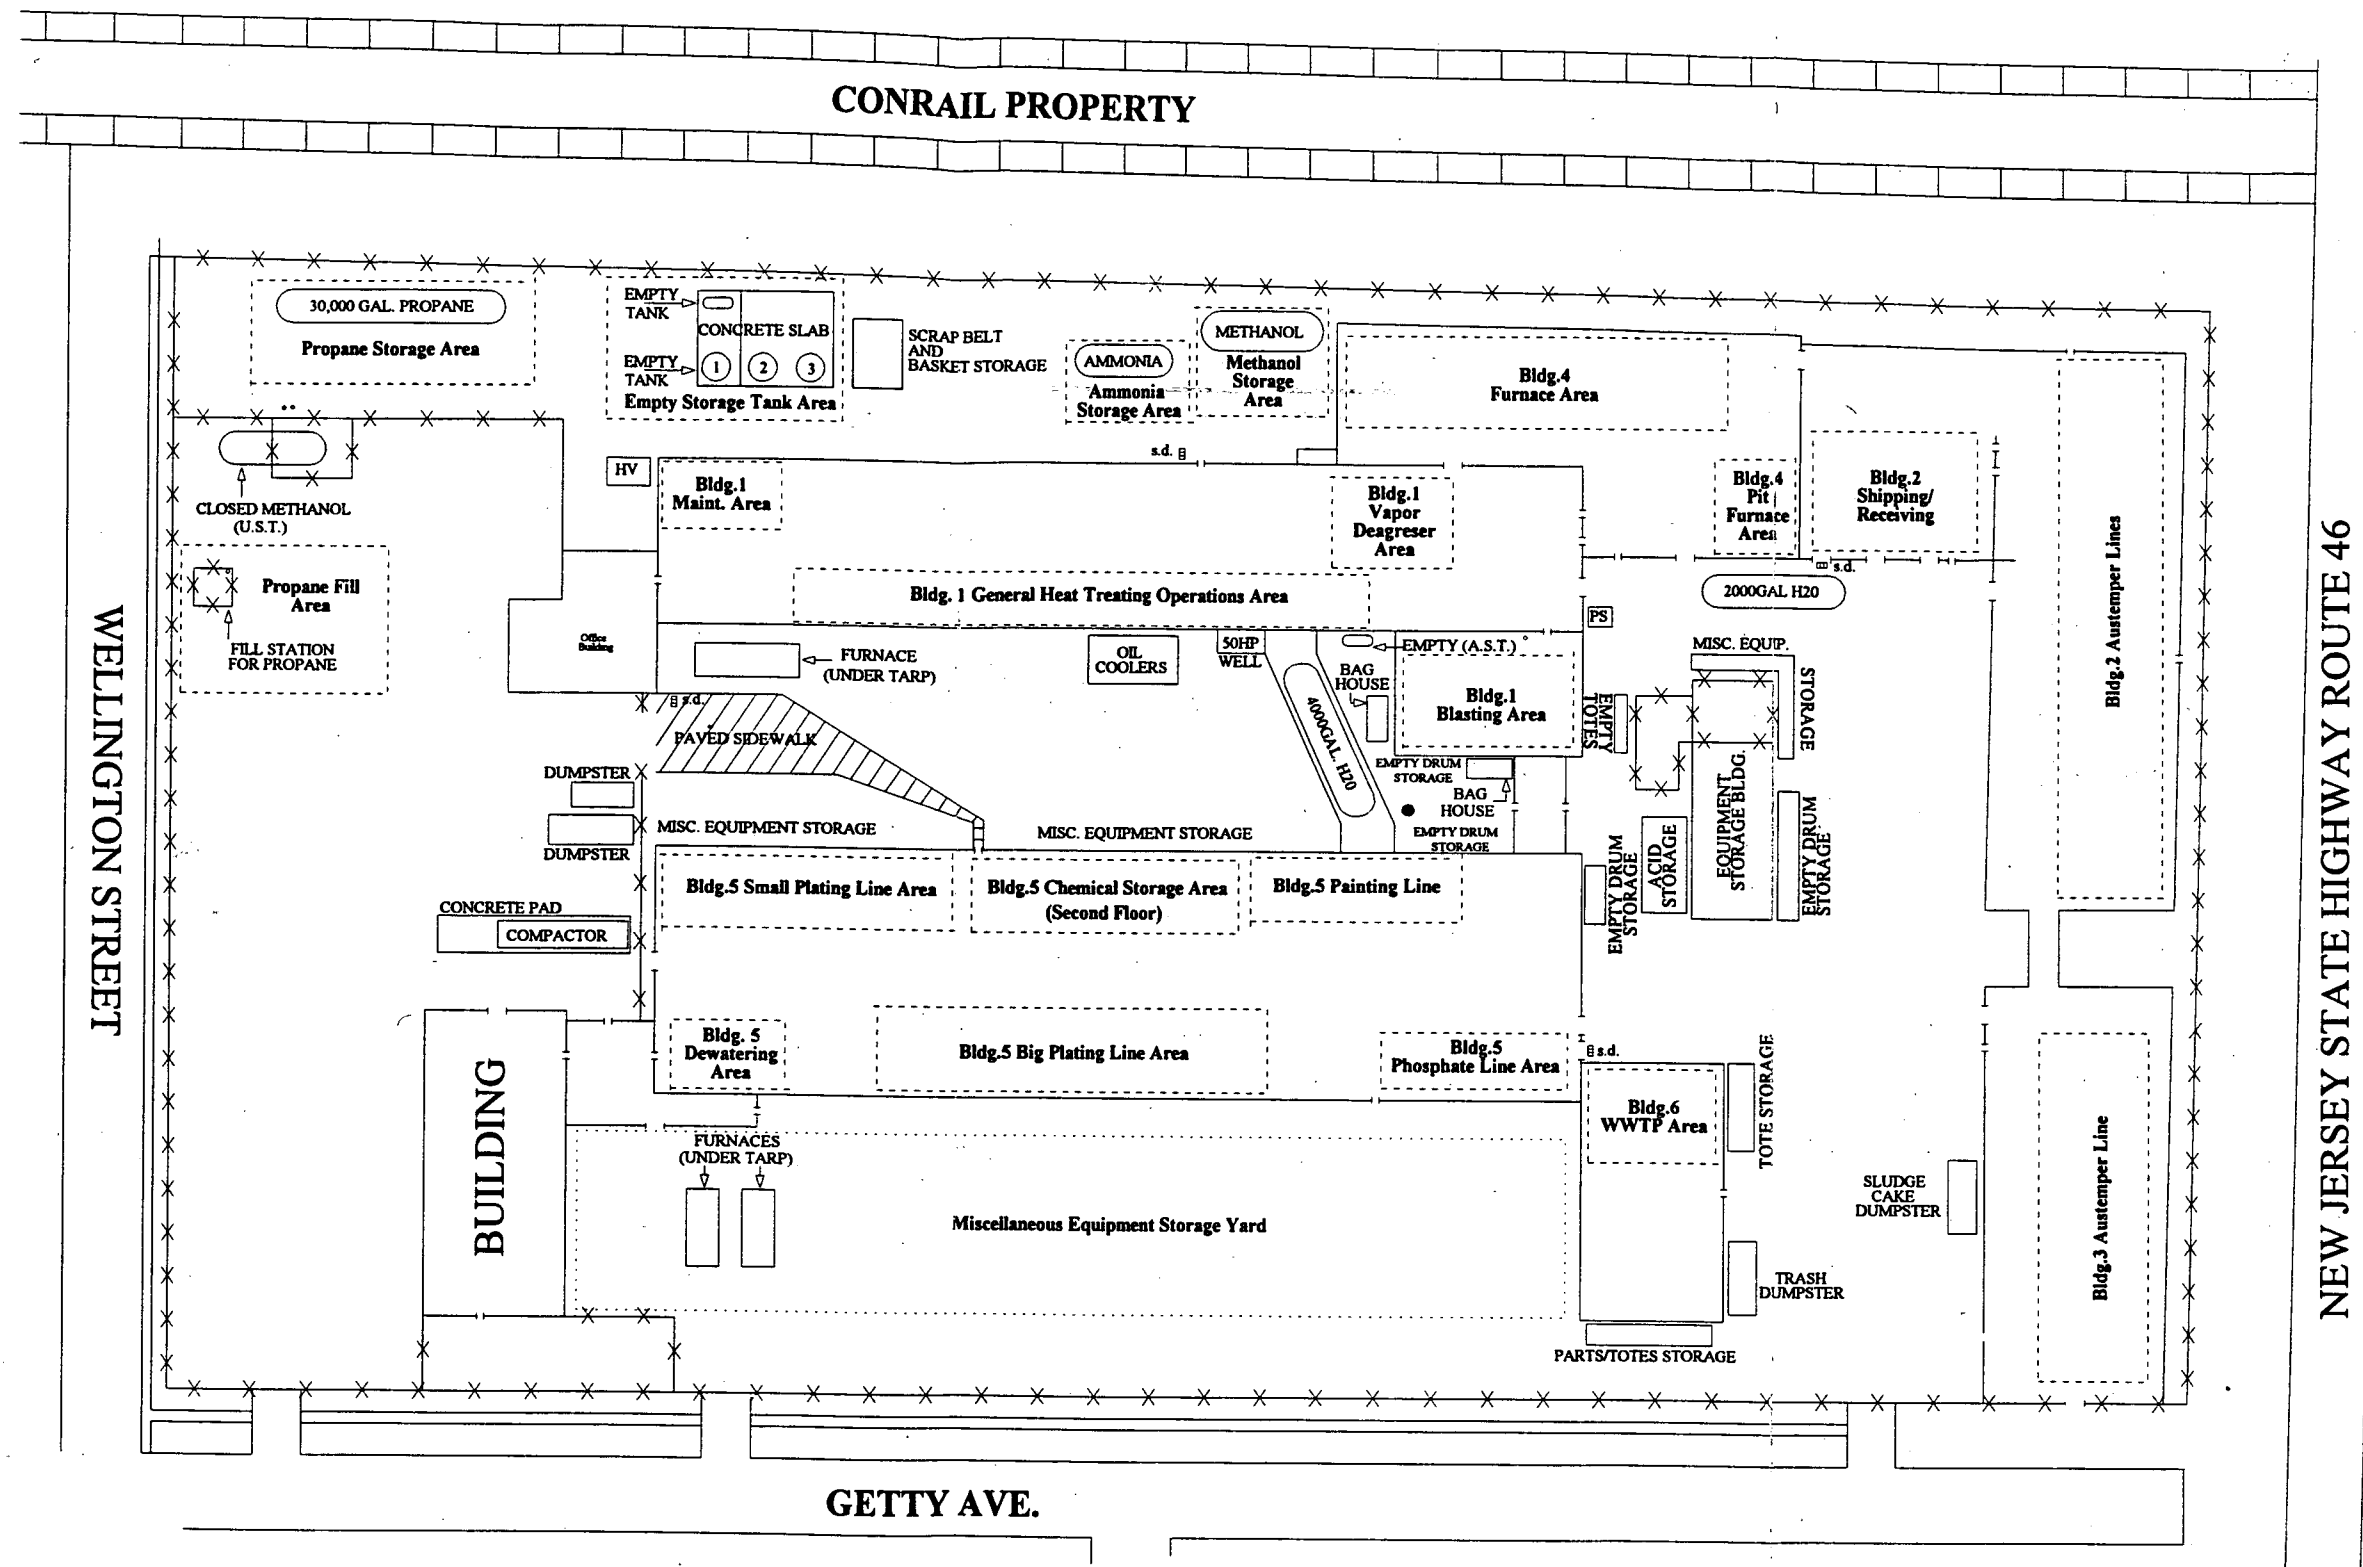 CONRAIL PROPERTY
30,000 GAL. PROPANE
Propane Storage Area
EMPTY
TANK
CONCRETE SLAB
EMPTY
TANK
1
2
3
Empty Storage Tank Area
SCRAP BELT
AND
BASKET STORAGE
AMMONIA
Ammonia
Storage Area
METHANOL
Methanol
Storage
Area
Bldg.4
Furnace Area
s.d.
HV
Bldg.1
Maint. Area
Bldg.1
Vapor
Deagreser
Area
Bldg.4
Pit
Furnace
Area
Bldg.2
Shipping/
Receiving
CLOSED METHANOL
(U.S.T.)
Propane Fill
Area
FILL STATION
FOR PROPANE
Bldg. 1 General Heat Treating Operations Area
s.d.
2000GAL H20
PS
Office
Building
FURNACE
(UNDER TARP)
OIL
COOLERS
50HP
WELL
EMPTY (A.S.T.)
BAG
HOUSE
Bldg.1
Blasting Area
MISC. EQUIP.
STORAGE
EMPTY
TOTES
Bldg.2 Austemper Lines
s.d.
PAVED SIDEWALK
4000GAL. H20
DUMPSTER
DUMPSTER
EMPTY DRUM
STORAGE
BAG
HOUSE
EMPTY DRUM
STORAGE
MISC. EQUIPMENT STORAGE
MISC. EQUIPMENT STORAGE
EQUIPMENT
STORAGE BLDG.
ACID
STORAGE
EMPTY DRUM
STORAGE
EMPTY DRUM
STORAGE
Bldg.5 Small Plating Line Area
Bldg.5 Chemical Storage Area
(Second Floor)
Bldg.5 Painting Line
CONCRETE PAD
COMPACTOR
WELLINGTON STREET
NEW JERSEY STATE HIGHWAY ROUTE 46
BUILDING
Bldg. 5
Dewatering
Area
Bldg.5 Big Plating Line Area
Bldg.5
Phosphate Line Area
s.d.
Bldg.6
WWTP Area
TOTE STORAGE
FURNACES
(UNDER TARP)
Miscellaneous Equipment Storage Yard
SLUDGE
CAKE
DUMPSTER
TRASH
DUMPSTER
Bldg.3 Austemper Line
PARTS/TOTES STORAGE
GETTY AVE.